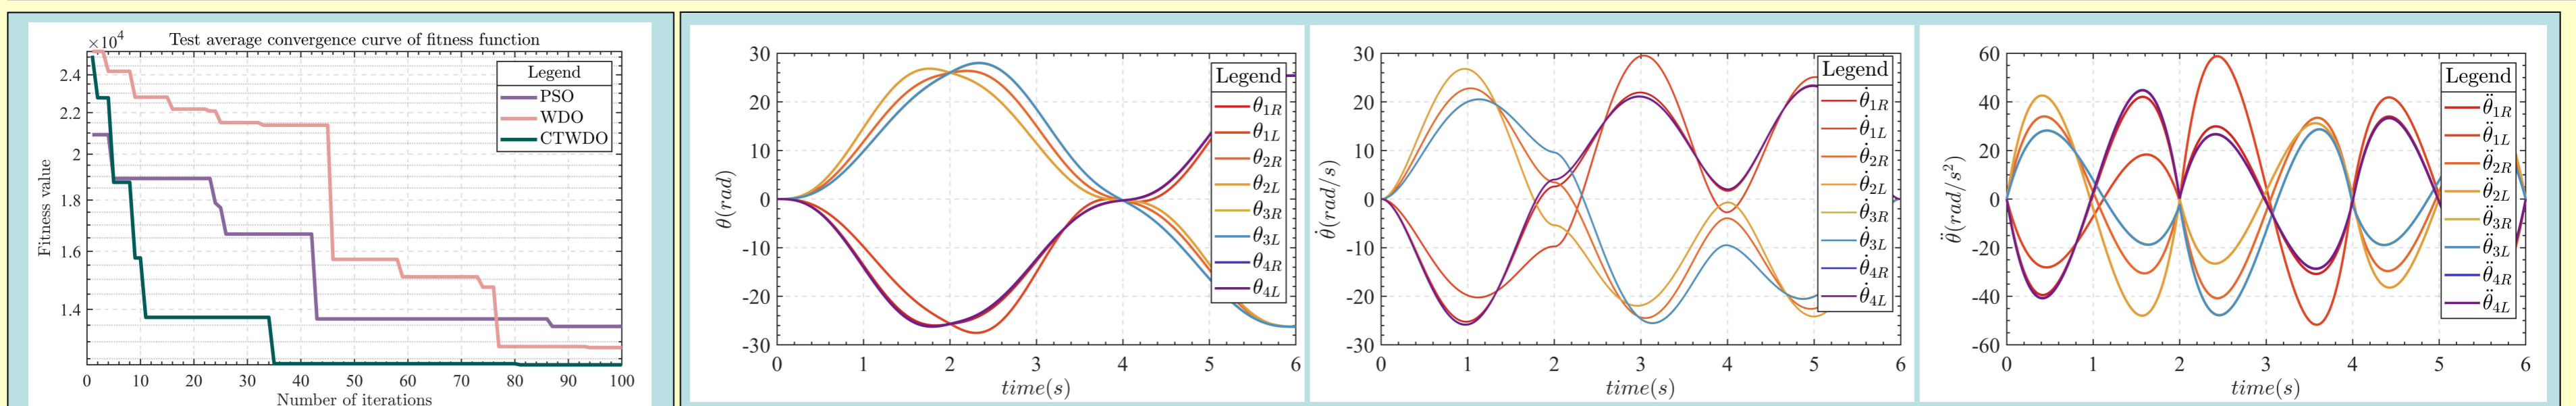 Test average convergence curve of fitness function
×10⁴
2.4
2.2
2
1.8
1.6
1.4
Fitness value
Legend
PSO
WDO
CTWDO
0 10 20 30 40 50 60 70 80 90 100
Number of iterations
30
20
10
0
-10
-20
-30
θ(rad)
Legend
θ1R
θ1L
θ2R
θ2L
θ3R
θ3L
θ4R
θ4L
0 1 2 3 4 5 6
time(s)
30
20
10
0
-10
-20
-30
θ̇(rad/s)
Legend
θ̇1R
θ̇1L
θ̇2R
θ̇2L
θ̇3R
θ̇3L
θ̇4R
θ̇4L
0 1 2 3 4 5 6
time(s)
60
40
20
0
-20
-40
-60
θ̈(rad/s²)
Legend
θ̈1R
θ̈1L
θ̈2R
θ̈2L
θ̈3R
θ̈3L
θ̈4R
θ̈4L
0 1 2 3 4 5 6
time(s)